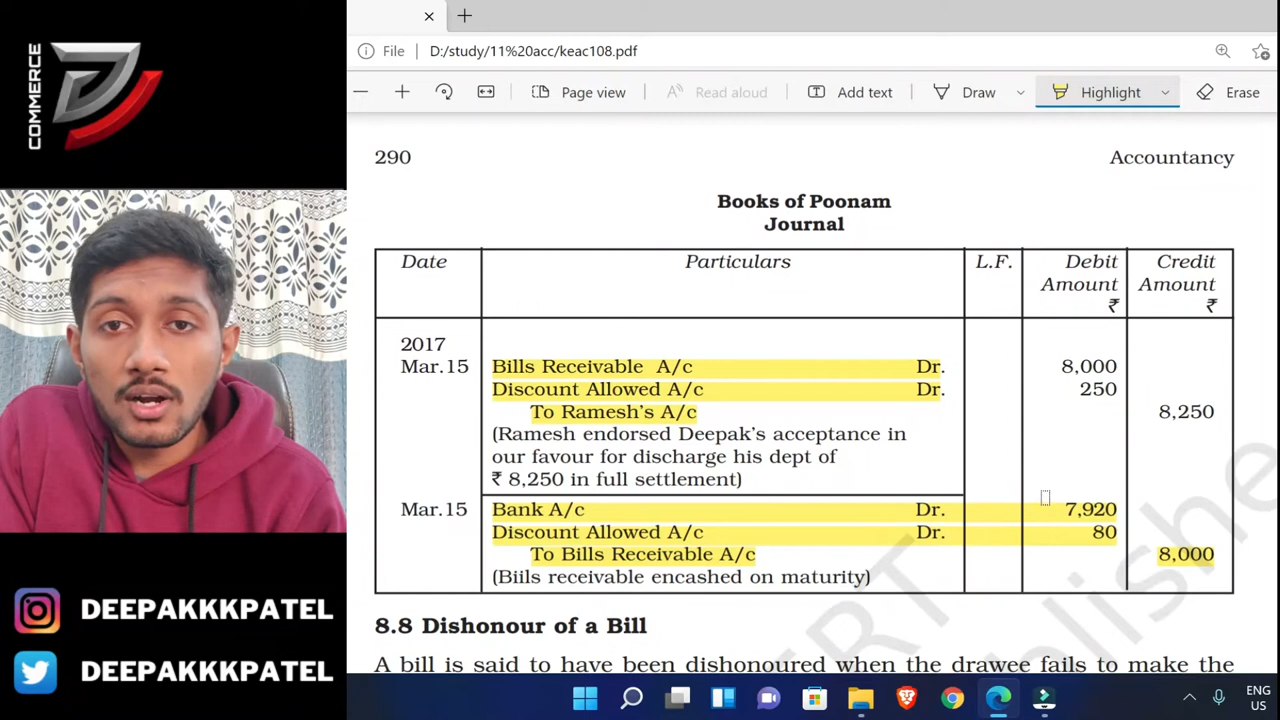 COMMERCE
File D:/study/11%20acc/keac108.pdf
Page view Read aloud Add text Draw Highlight Erase
290 Accountancy
Books of Poonam
Journal
Date Particulars L.F. Debit Credit
Amount Amount
₹ ₹
2017
Mar.15 Bills Receivable A/c Dr. 8,000
Discount Allowed A/c Dr. 250
To Ramesh's A/c 8,250
(Ramesh endorsed Deepak's acceptance in
our favour for discharge his dept of
₹ 8,250 in full settlement)
Mar.15 Bank A/c Dr. 7,920
Discount Allowed A/c Dr. 80
To Bills Receivable A/c 8,000
(Biils receivable encashed on maturity)
8.8 Dishonour of a Bill
A bill is said to have been dishonoured when the drawee fails to make the
DEEPAKKKPATEL
DEEPAKKKPATEL
ENG
US